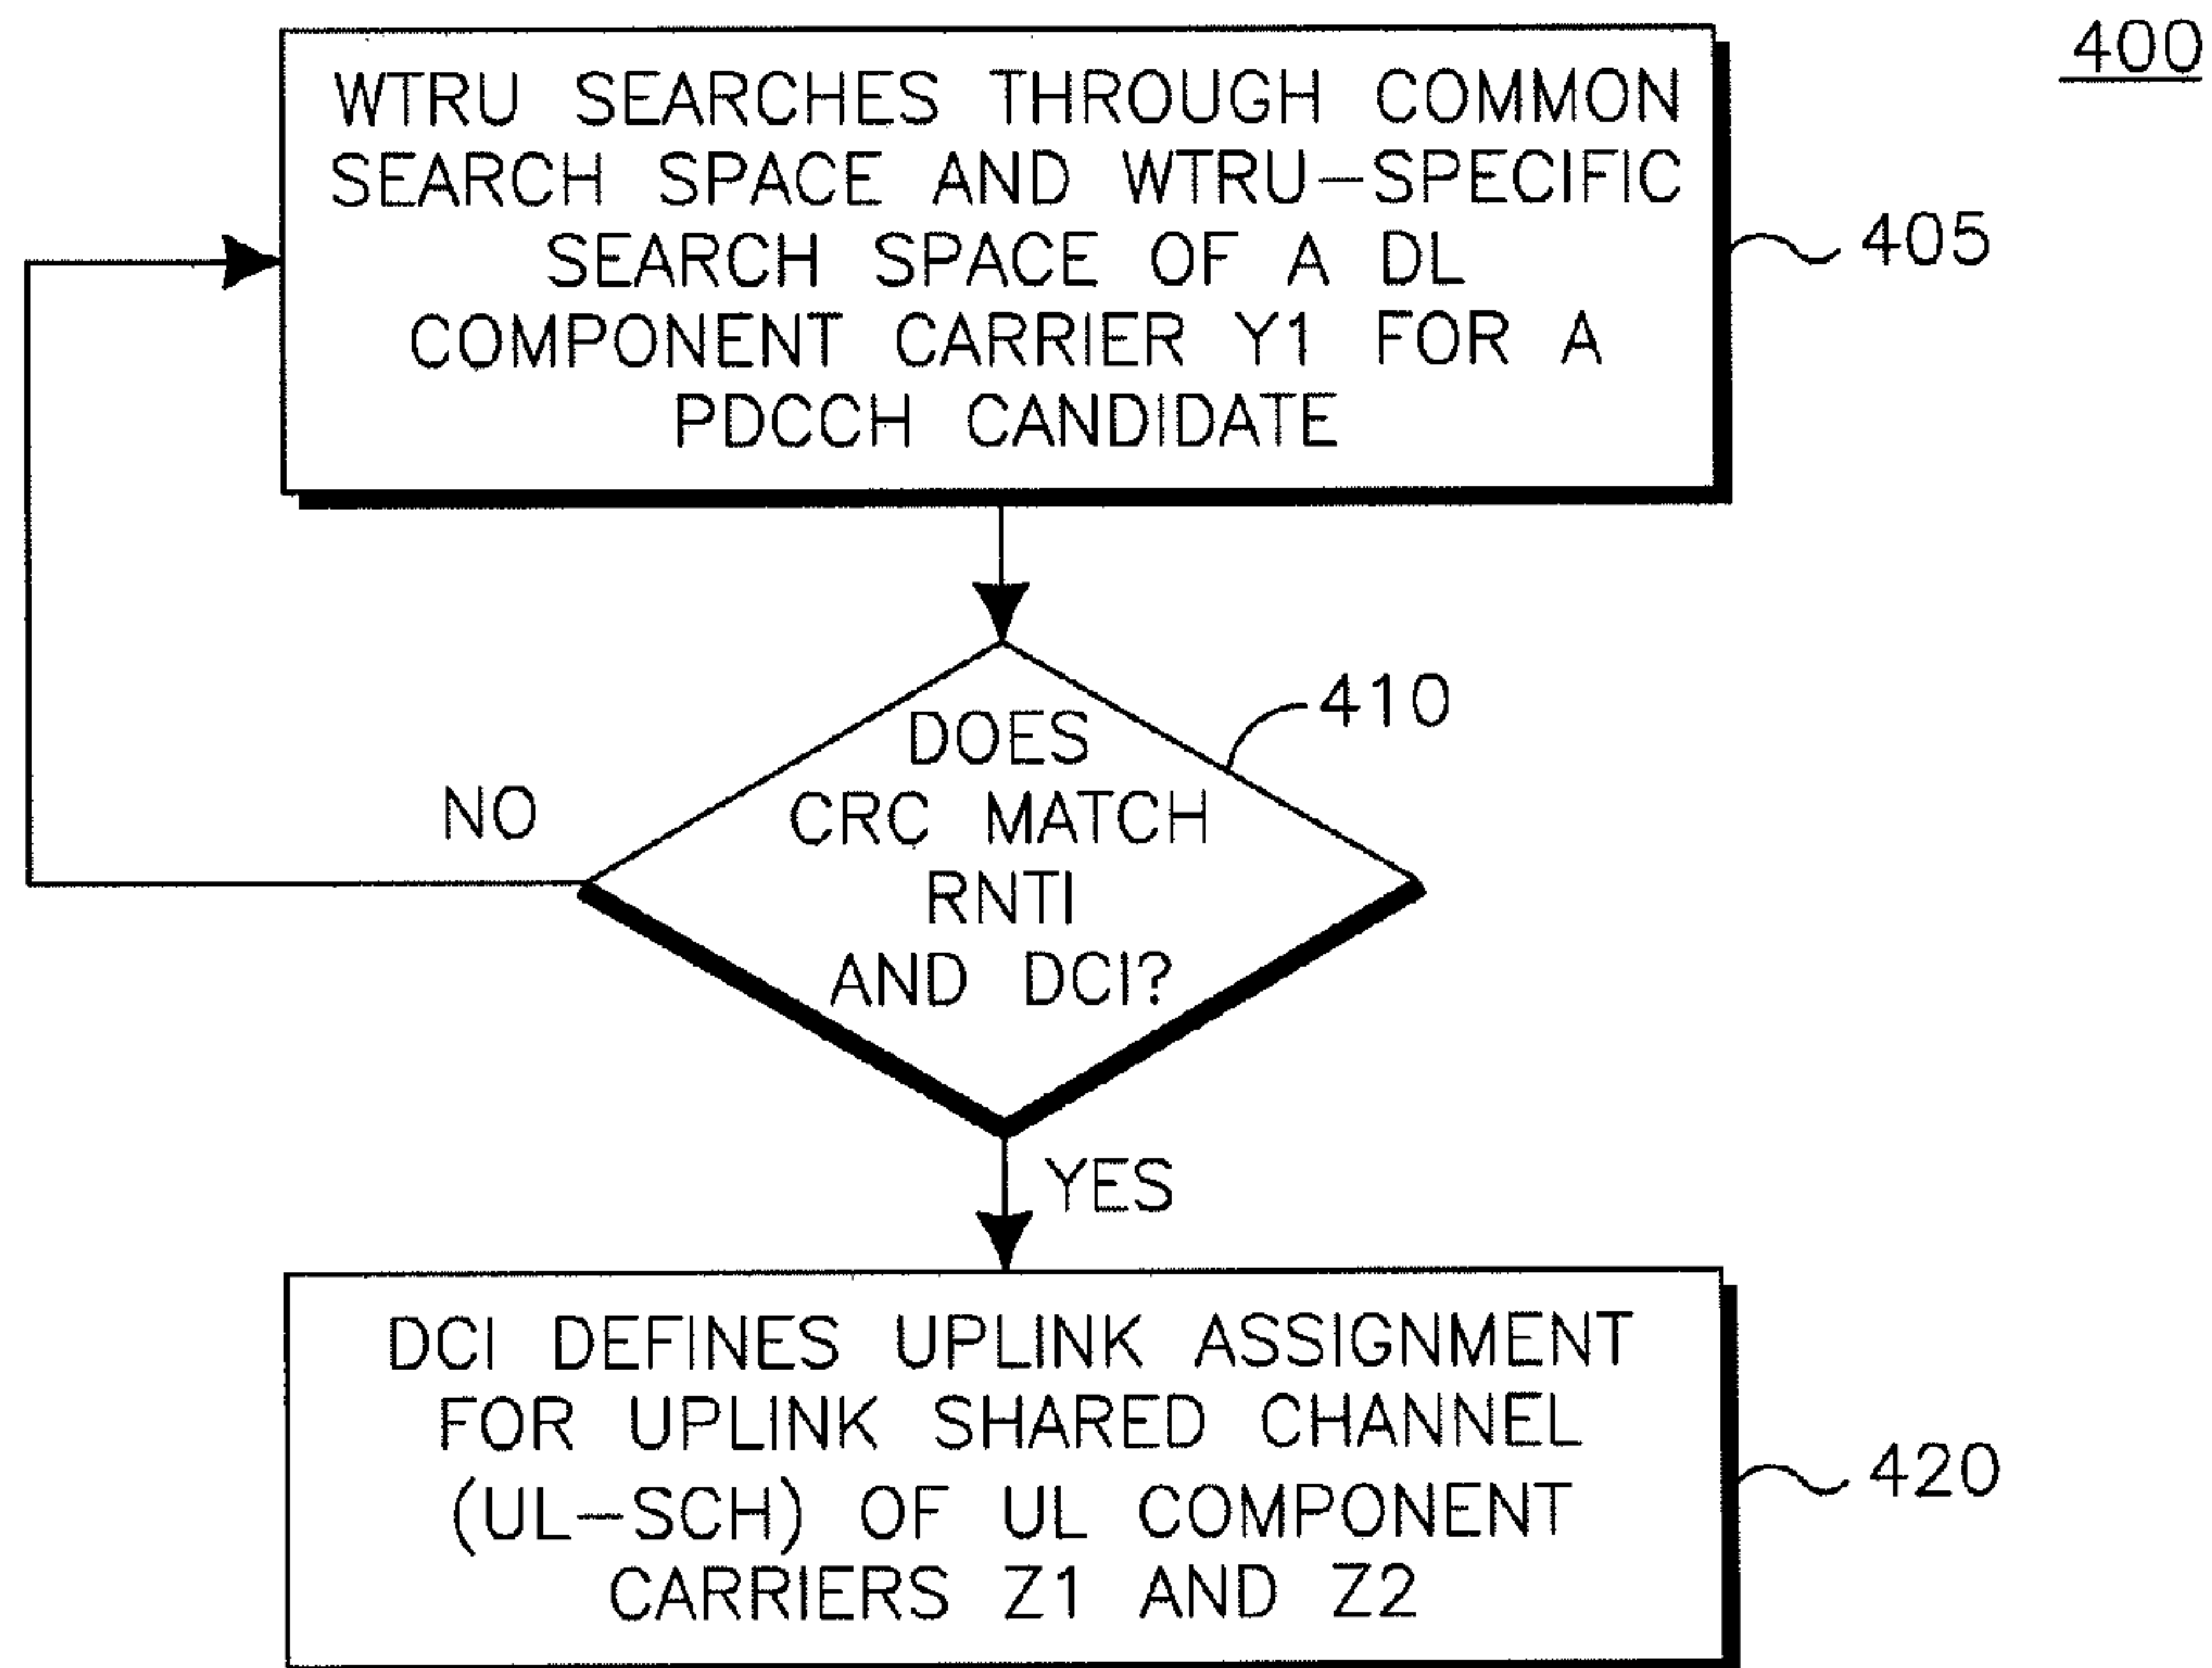 400
WTRU SEARCHES THROUGH COMMON
SEARCH SPACE AND WTRU-SPECIFIC
SEARCH SPACE OF A DL
COMPONENT CARRIER Y1 FOR A
PDCCH CANDIDATE
405
DOES
CRC MATCH
RNTI
AND DCI?
410
NO
YES
DCI DEFINES UPLINK ASSIGNMENT
FOR UPLINK SHARED CHANNEL
(UL-SCH) OF UL COMPONENT
CARRIERS Z1 AND Z2
420